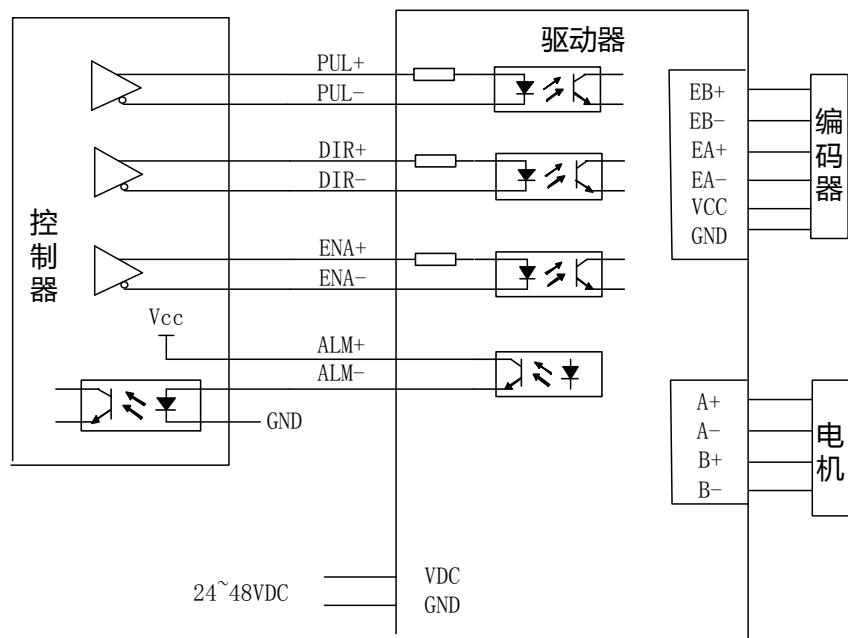 驱动器
PUL+
PUL-
DIR+
DIR-
ENA+
ENA-
控制器
Vcc
ALM+
ALM-
GND
EB+
EB-
EA+
EA-
VCC
GND
编码器
A+
A-
B+
B-
电机
24~48VDC
VDC
GND